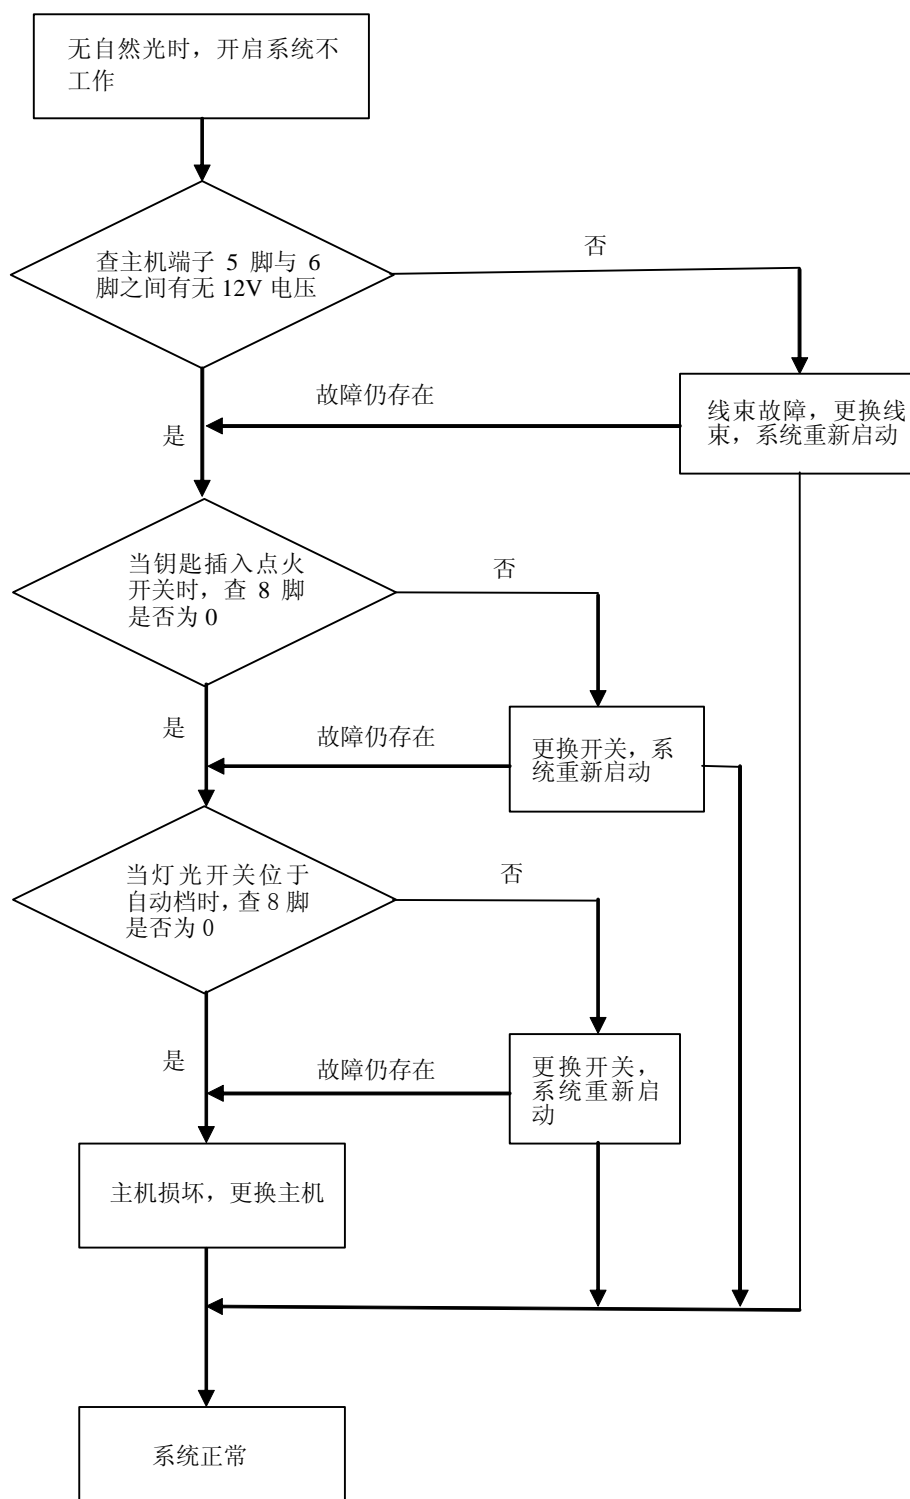 无自然光时，开启系统不
工作
否
查主机端子 5 脚与 6
脚之间有无 12V 电压
故障仍存在
线束故障，更换线
束，系统重新启动
是
当钥匙插入点火
开关时，查 8 脚
是否为 0
否
是
故障仍存在
更换开关，系
统重新启动
当灯光开关位于
自动档时，查 8 脚
是否为 0
否
是
故障仍存在
更换开关，
系统重新启
动
主机损坏，更换主机
系统正常